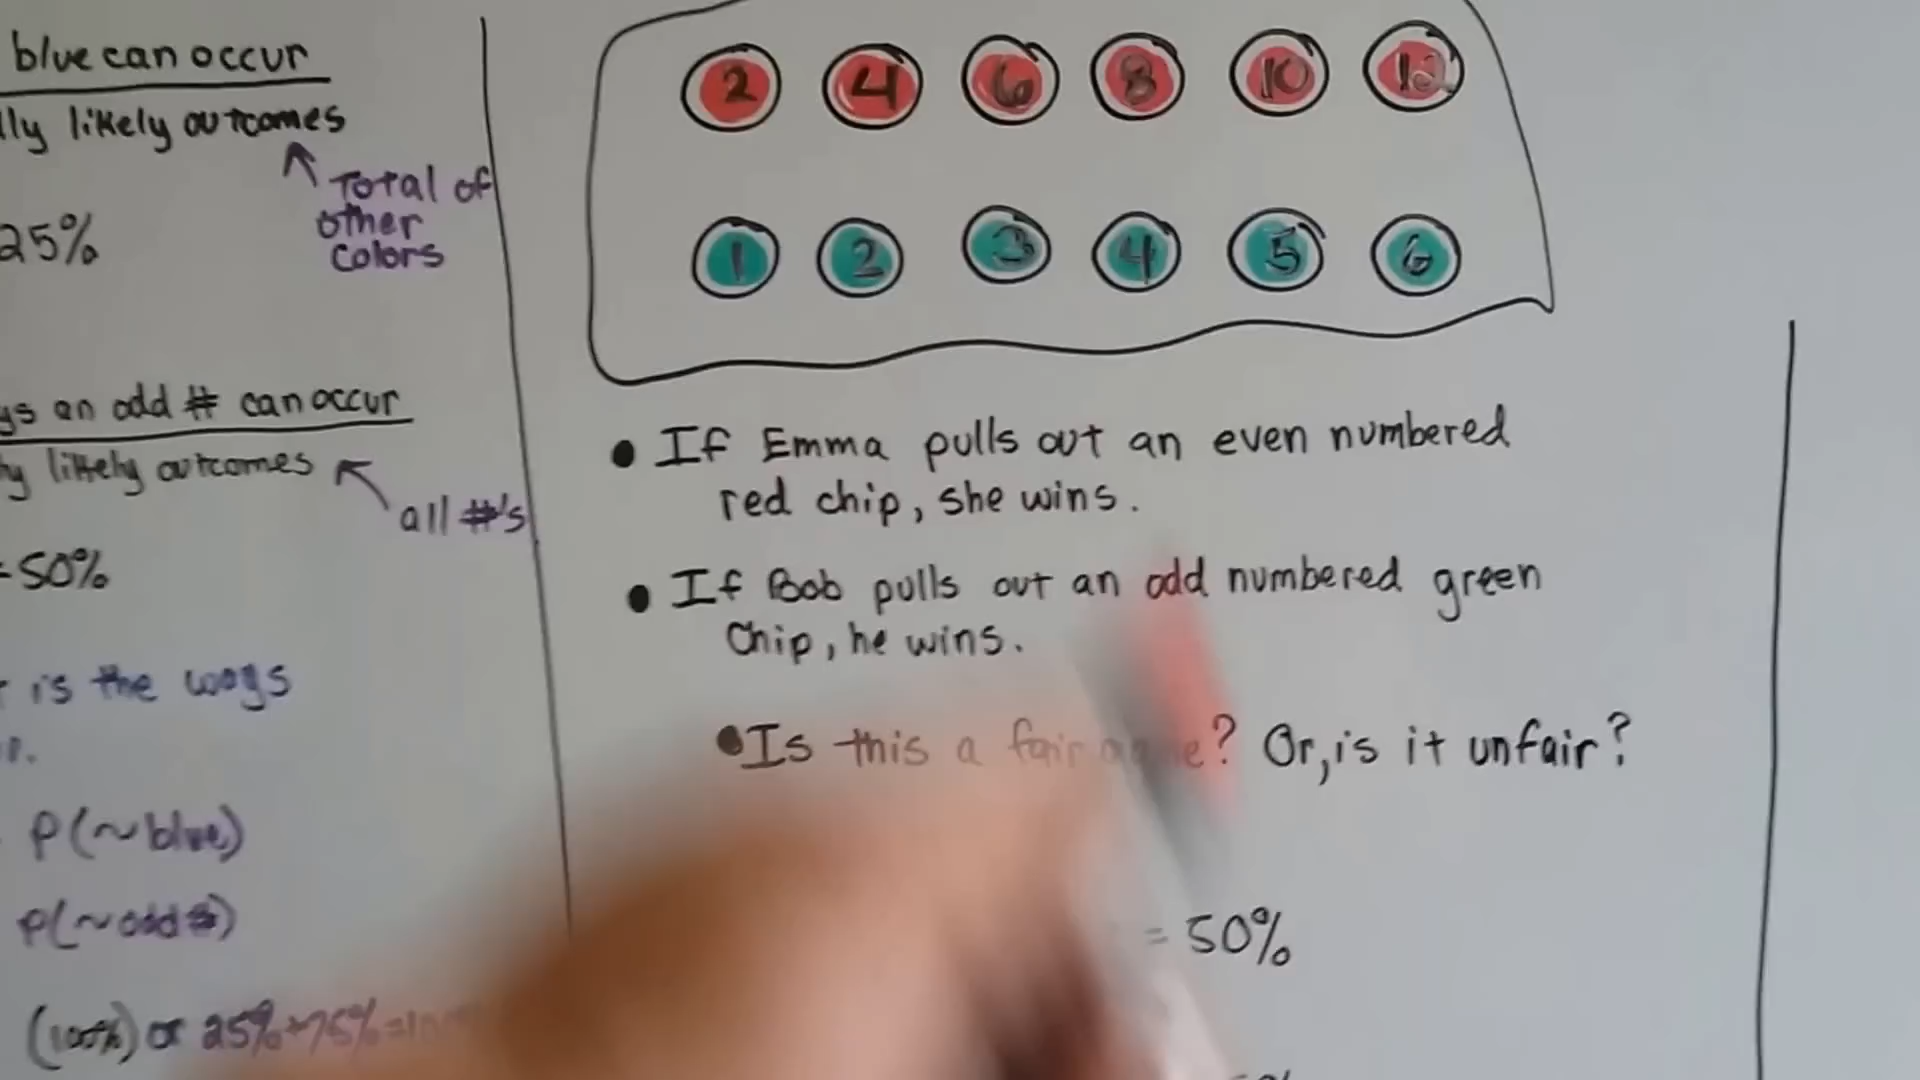 blue can occur
lly likely outcomes
Total of
other
colors
25%
ys an odd # can occur
ly likely outcomes
all #'s
=50%
is the ways
P(~blue)
P(~odd#)
(100%) or 25%+75%=
2 4 6 8 10 12
1 2 3 4 5 6
• If Emma pulls out an even numbered
red chip, she wins.
• If Bob pulls out an odd numbered green
Chip, he wins.
• Is this a fair game? Or, is it unfair?
= 50%